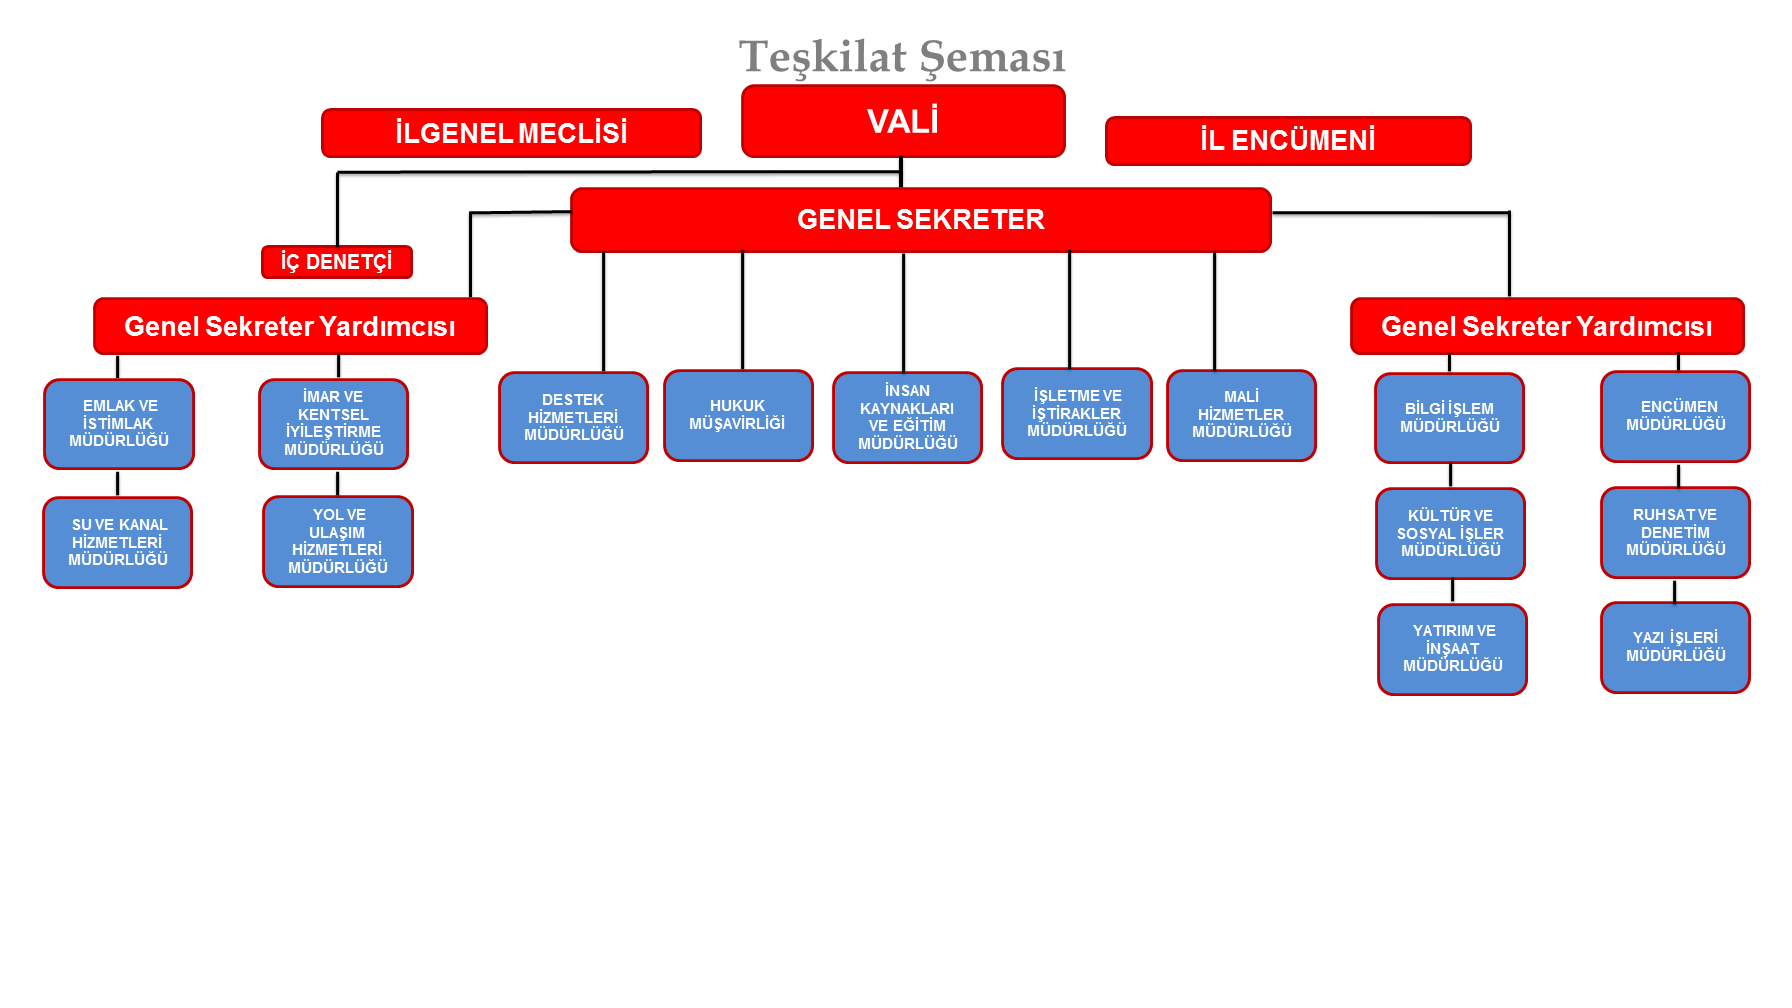 Teşkilat Şeması
VALİ
İLGENEL MECLİSİ
İL ENCÜMENİ
GENEL SEKRETER
İÇ DENETÇİ
Genel Sekreter Yardımcısı
Genel Sekreter Yardımcısı
EMLAK VE
İSTİMLAK
MÜDÜRLÜĞÜ
İMAR VE
KENTSEL
İYİLEŞTİRME
MÜDÜRLÜĞÜ
DESTEK
HİZMETLERİ
MÜDÜRLÜĞÜ
HUKUK
MÜŞAVİRLİĞİ
İNSAN
KAYNAKLARI
VE EĞİTİM
MÜDÜRLÜĞÜ
İŞLETME VE
İŞTİRAKLER
MÜDÜRLÜĞÜ
MALİ
HİZMETLER
MÜDÜRLÜĞÜ
BİLGİ İŞLEM
MÜDÜRLÜĞÜ
ENCÜMEN
MÜDÜRLÜĞÜ
SU VE KANAL
HİZMETLERİ
MÜDÜRLÜĞÜ
YOL VE
ULAŞIM
HİZMETLERİ
MÜDÜRLÜĞÜ
KÜLTÜR VE
SOSYAL İŞLER
MÜDÜRLÜĞÜ
RUHSAT VE
DENETİM
MÜDÜRLÜĞÜ
YATIRIM VE
İNŞAAT
MÜDÜRLÜĞÜ
YAZI İŞLERİ
MÜDÜRLÜĞÜ